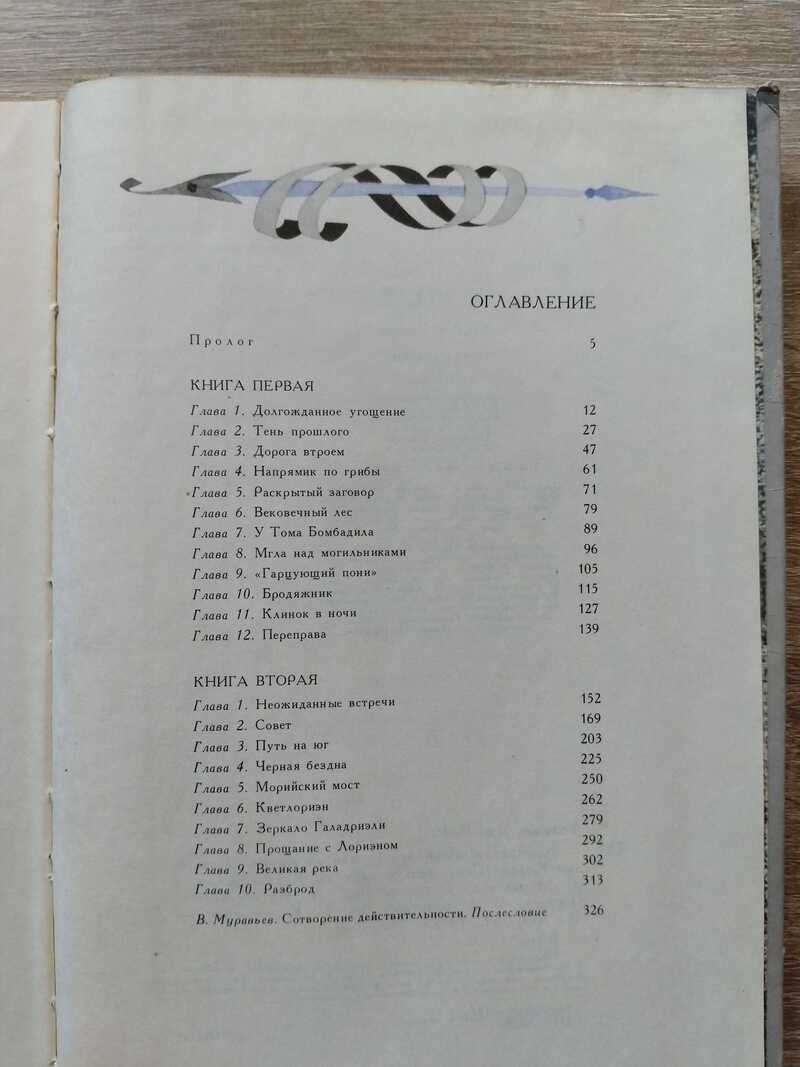 ОГЛАВЛЕНИЕ
Пролог 5
КНИГА ПЕРВАЯ
Глава 1. Долгожданное угощение 12
Глава 2. Тень прошлого 27
Глава 3. Дорога втроем 47
Глава 4. Напрямик по грибы 61
Глава 5. Раскрытый заговор 71
Глава 6. Вековечный лес 79
Глава 7. У Тома Бомбадила 89
Глава 8. Мгла над могильниками 96
Глава 9. «Гарцующий пони» 105
Глава 10. Бродяжник 115
Глава 11. Клинок в ночи 127
Глава 12. Переправа 139
КНИГА ВТОРАЯ
Глава 1. Неожиданные встречи 152
Глава 2. Совет 169
Глава 3. Путь на юг 203
Глава 4. Черная бездна 225
Глава 5. Морийский мост 250
Глава 6. Кветлориэн 262
Глава 7. Зеркало Галадриэли 279
Глава 8. Прощание с Лориэном 292
Глава 9. Великая река 302
Глава 10. Разброд 313
В. Муравьев. Сотворение действительности. Послесловие 326